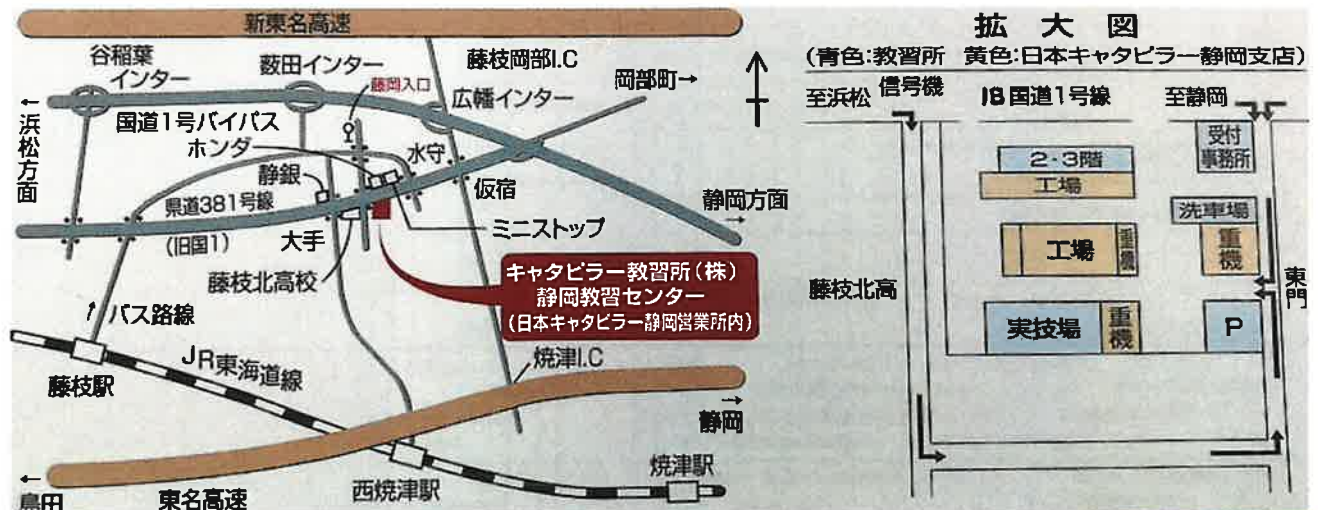 新東名高速
谷稲葉
インター
薮田インター
藤岡入口
藤枝岡部I.C
岡部町→
広幡インター
←浜松方面
国道1号バイパス
ホンダ
水守
静銀
仮宿
県道381号線
(旧国1)
静岡方面
→
大手
ミニストップ
藤枝北高校
キャタピラー教習所(株)
静岡教習センター
(日本キャタピラー静岡営業所内)
↑バス路線
JR東海道線
藤枝駅
焼津I.C
→
静岡
←
島田
東名高速
西焼津駅
焼津駅
拡大図
(青色:教習所 黄色:日本キャタピラー静岡支店)
至浜松
信号機
国道1号線
至静岡
受付
事務所
2・3階
工場
洗車場
工場
重機
重機
藤枝北高
東門
実技場
重機
P